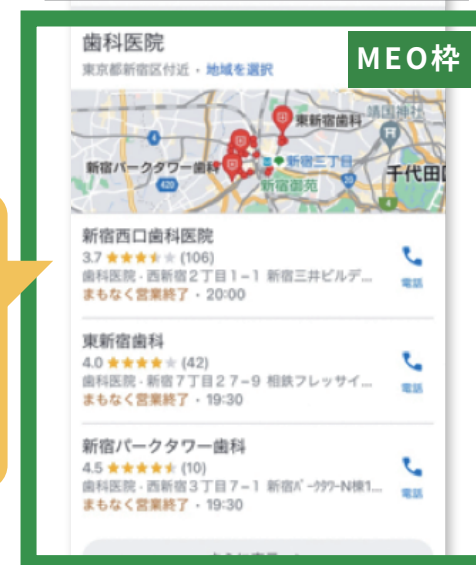 歯科医院
MEO枠
東京都新宿区付近・地域を選択
靖国神社
東新宿歯科
新宿パークタワー歯科
新宿三丁目
千代田
新宿御苑
420
新宿西口歯科医院
3.7 ★★★★★ (106)
歯科医院・西新宿2丁目1−1 新宿三井ビルデ...
電話
まもなく営業終了・20:00
東新宿歯科
4.0 ★★★★★ (42)
歯科医院・新宿7丁目27−9 相鉄フレッサイ...
電話
まもなく営業終了・19:30
新宿パークタワー歯科
4.5 ★★★★★ (10)
歯科医院・西新宿3丁目7−1 新宿ﾊﾟｰｸﾀﾜｰN棟1...
電話
まもなく営業終了・19:30